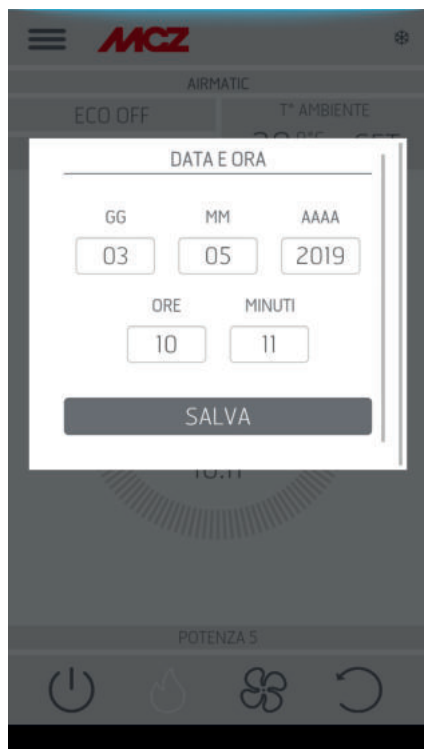 MCZ
AIRMATIC
ECO OFF
T° AMBIENTE
DATA E ORA
GG MM AAAA
03 05 2019
ORE MINUTI
10 11
SALVA
POTENZA 5